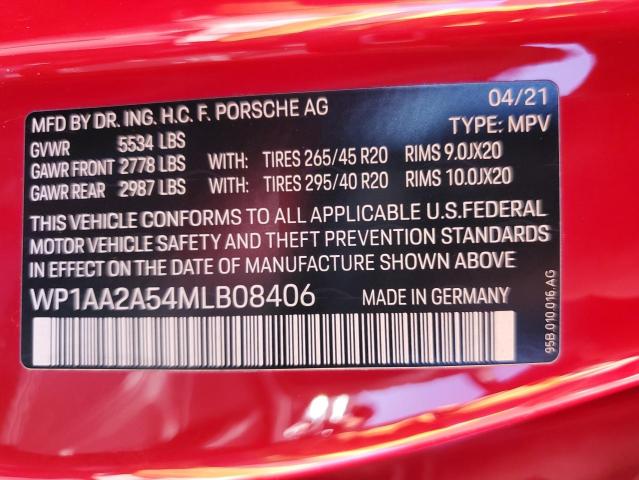 MFD BY DR. ING. H.C. F. PORSCHE AG 04/21
GVWR 5534 LBS TYPE: MPV
GAWR FRONT 2778 LBS WITH: TIRES 265/45 R20 RIMS 9.0JX20
GAWR REAR 2987 LBS WITH: TIRES 295/40 R20 RIMS 10.0JX20
THIS VEHICLE CONFORMS TO ALL APPLICABLE U.S.FEDERAL
MOTOR VEHICLE SAFETY AND THEFT PREVENTION STANDARDS
IN EFFECT ON THE DATE OF MANUFACTURE SHOWN ABOVE
WP1AA2A54MLB08406 MADE IN GERMANY
95B.010.016.AG